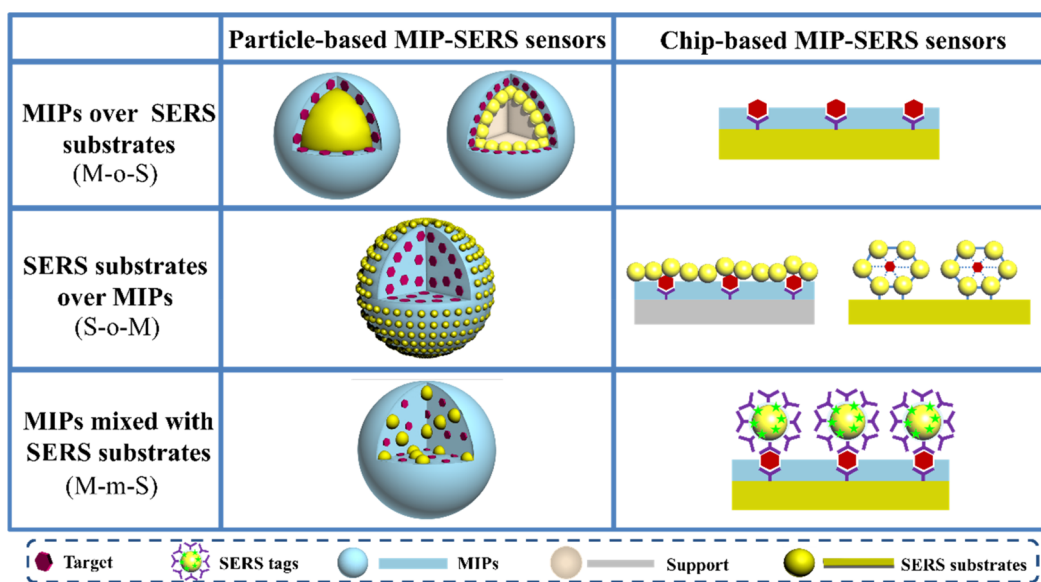 Particle-based MIP-SERS sensors
Chip-based MIP-SERS sensors
MIPs over SERS
substrates
(M-o-S)
SERS substrates
over MIPs
(S-o-M)
MIPs mixed with
SERS substrates
(M-m-S)
Target
SERS tags
MIPs
Support
SERS substrates